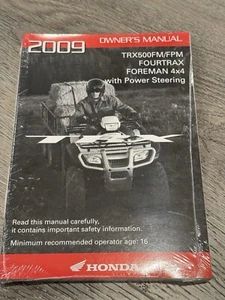 2009
OWNER'S MANUAL
TRX500FM/FPM
FOURTRAX
FOREMAN 4x4
with Power Steering
Read this manual carefully,
it contains important safety information.
Minimum recommended operator age: 16
HONDA